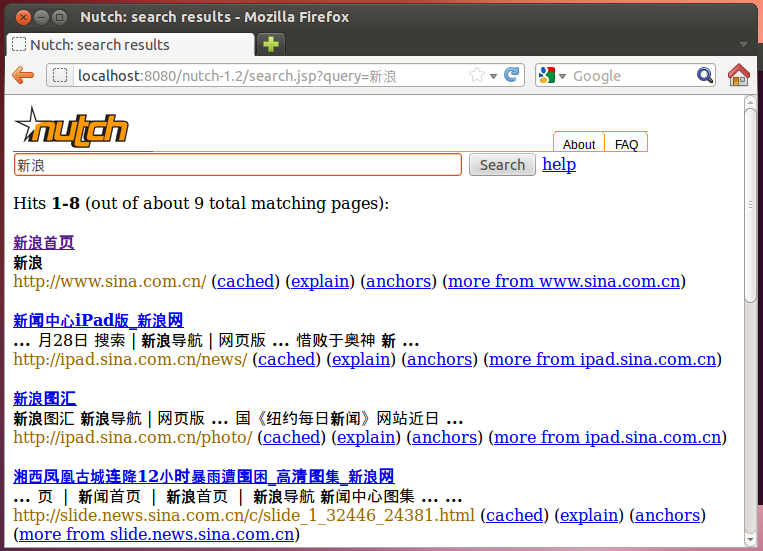 Nutch: search results - Mozilla Firefox
Nutch: search results
localhost:8080/nutch-1.2/search.jsp?query=新浪
Google
nutch
About FAQ
新浪 Search help
Hits 1-8 (out of about 9 total matching pages):
新浪首页
新浪
http://www.sina.com.cn/ (cached) (explain) (anchors) (more from www.sina.com.cn)
新闻中心iPad版_新浪网
... 月28日 搜索 | 新浪导航 | 网页版 ... 惜败于奥神 新 ...
http://ipad.sina.com.cn/news/ (cached) (explain) (anchors) (more from ipad.sina.com.cn)
新浪图汇
新浪图汇 新浪导航 | 网页版 ... 国《纽约每日新闻》网站近日 ...
http://ipad.sina.com.cn/photo/ (cached) (explain) (anchors) (more from ipad.sina.com.cn)
湘西凤凰古城连降12小时暴雨遭围困_高清图集_新浪网
... 页 | 新闻首页 | 新浪首页 | 新浪导航 新闻中心图集 ... ...
http://slide.news.sina.com.cn/c/slide_1_32446_24381.html (cached) (explain) (anchors)
(more from slide.news.sina.com.cn)